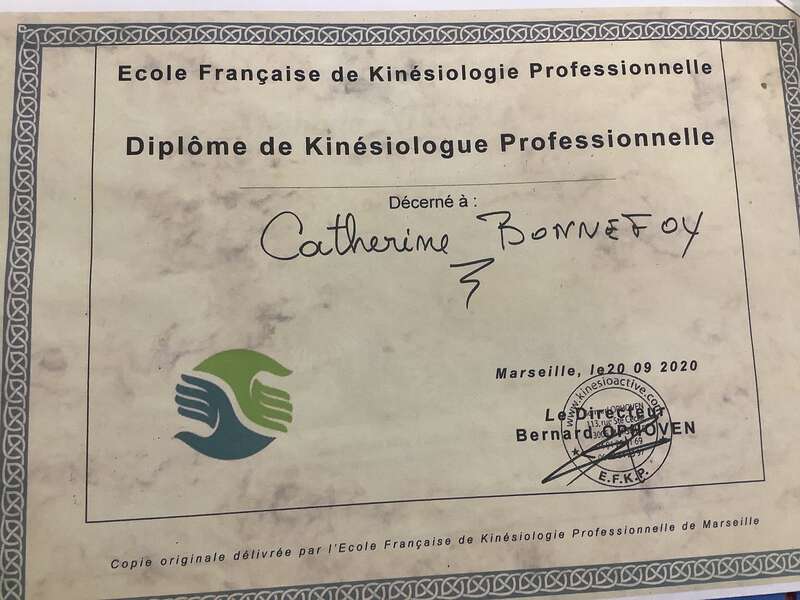 Ecole Française de Kinésiologie Professionnelle
Diplôme de Kinésiologue Professionnelle
Décerné à :
Catherine BONNEFOY
Marseille, le20 09 2020
www.kinesioactive.com
Le Directeur
Bernard OPHOVEN
E.F.K.P.
Copie originale délivrée par l'Ecole Française de Kinésiologie Professionnelle de Marseille